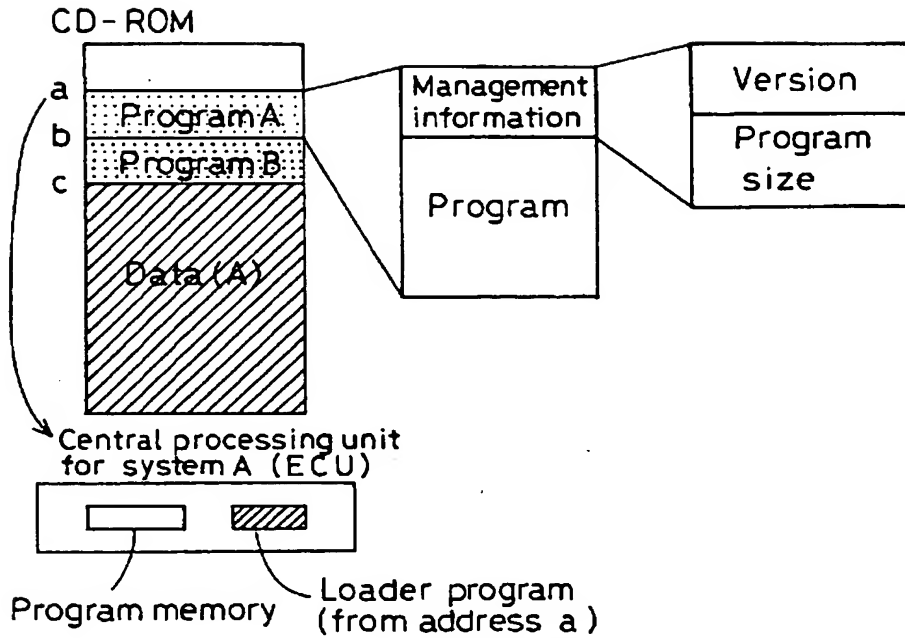 CD-ROM
a
Program A
b
Program B
c
Data (A)
Management
information
Program
Version
Program
size
Central processing unit
for system A (ECU)
Program memory
Loader program
(from address a)